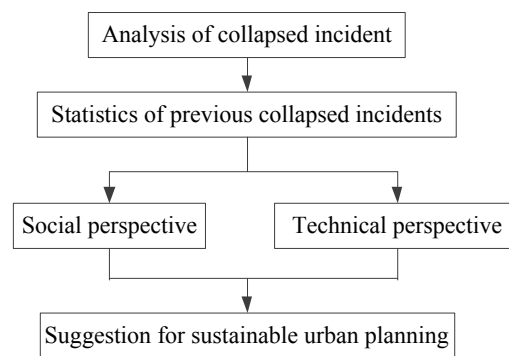 Analysis of collapsed incident
Statistics of previous collapsed incidents
Social perspective
Technical perspective
Suggestion for sustainable urban planning